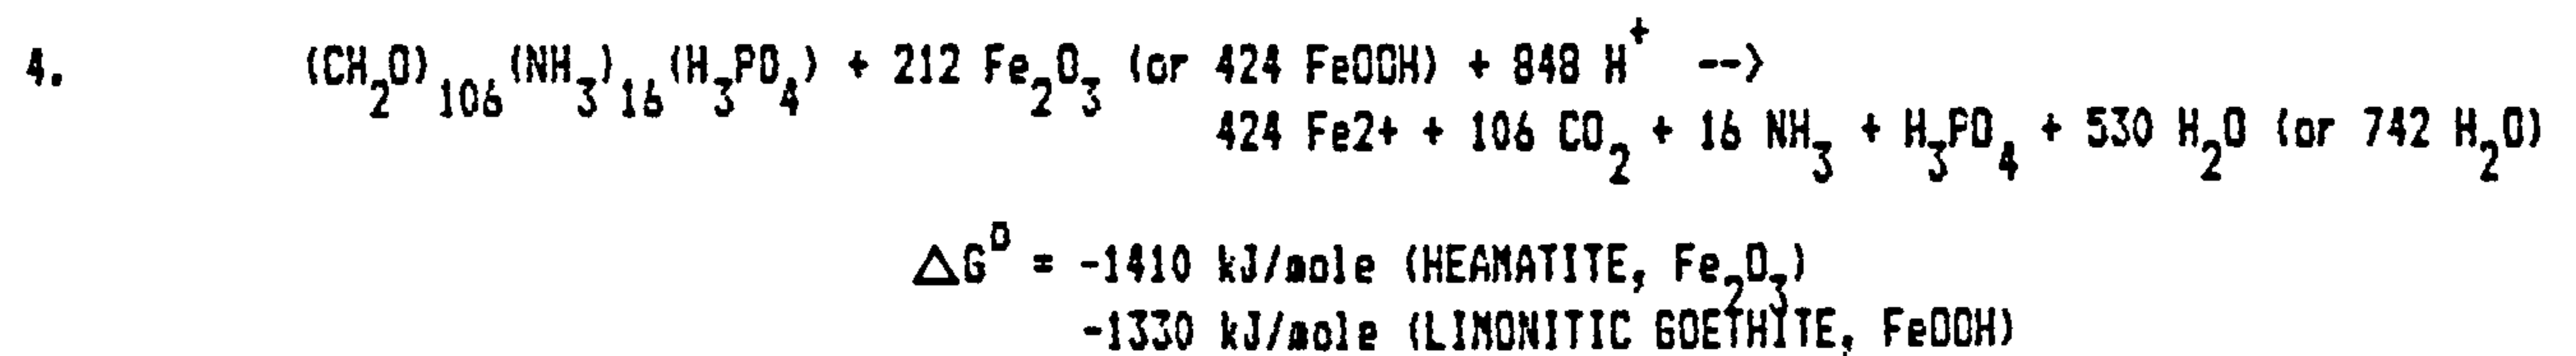 4. (CH₂O)₁₀₆(NH₃)₁₆(H₃PO₄) + 212 Fe₂O₃ (or 424 FeOOH) + 848 H⁺ -->
424 Fe2+ + 106 CO₂ + 16 NH₃ + H₃PO₄ + 530 H₂O (or 742 H₂O)
△G⁰ = -1410 kJ/mole (HEAMATITE, Fe₂O₃)
-1330 kJ/mole (LIMONITIC GOETHITE, FeOOH)